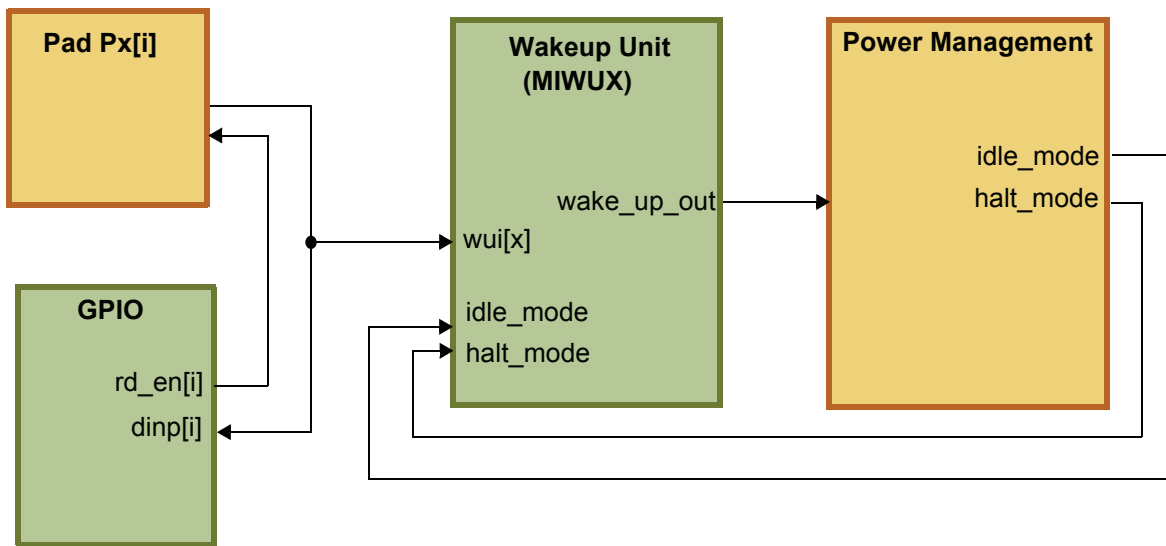 Pad Px[i]
Wakeup Unit
(MIWUX)
Power Management
idle_mode
halt_mode
wake_up_out
wui[x]
idle_mode
halt_mode
GPIO
rd_en[i]
dinp[i]